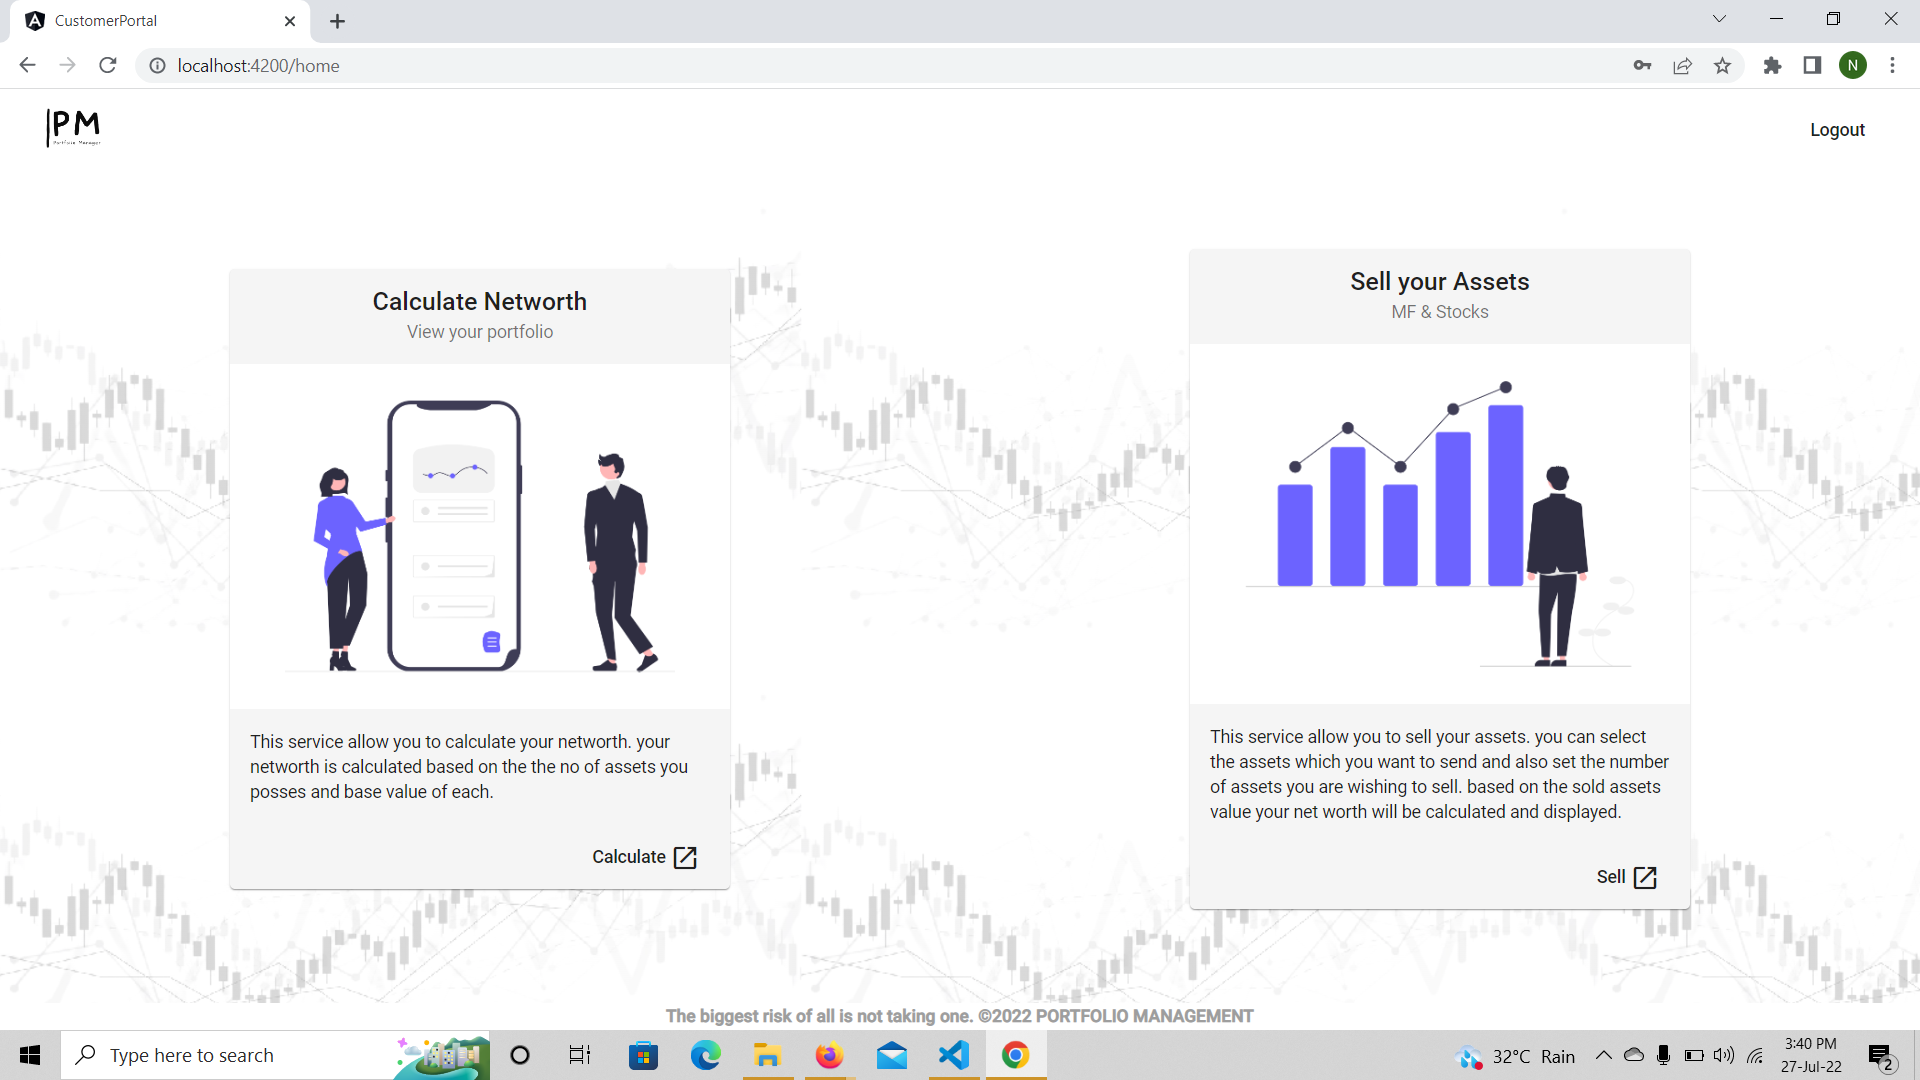 CustomerPortal
localhost:4200/home
N
PM
Portfolio Manager
Logout
Calculate Networth
View your portfolio
This service allow you to calculate your networth. your
networth is calculated based on the the no of assets you
posses and base value of each.
Calculate
Sell your Assets
MF & Stocks
This service allow you to sell your assets. you can select
the assets which you want to send and also set the number
of assets you are wishing to sell. based on the sold assets
value your net worth will be calculated and displayed.
Sell
The biggest risk of all is not taking one. ©2022 PORTFOLIO MANAGEMENT
Type here to search
32°C Rain
3:40 PM
27-Jul-22
2